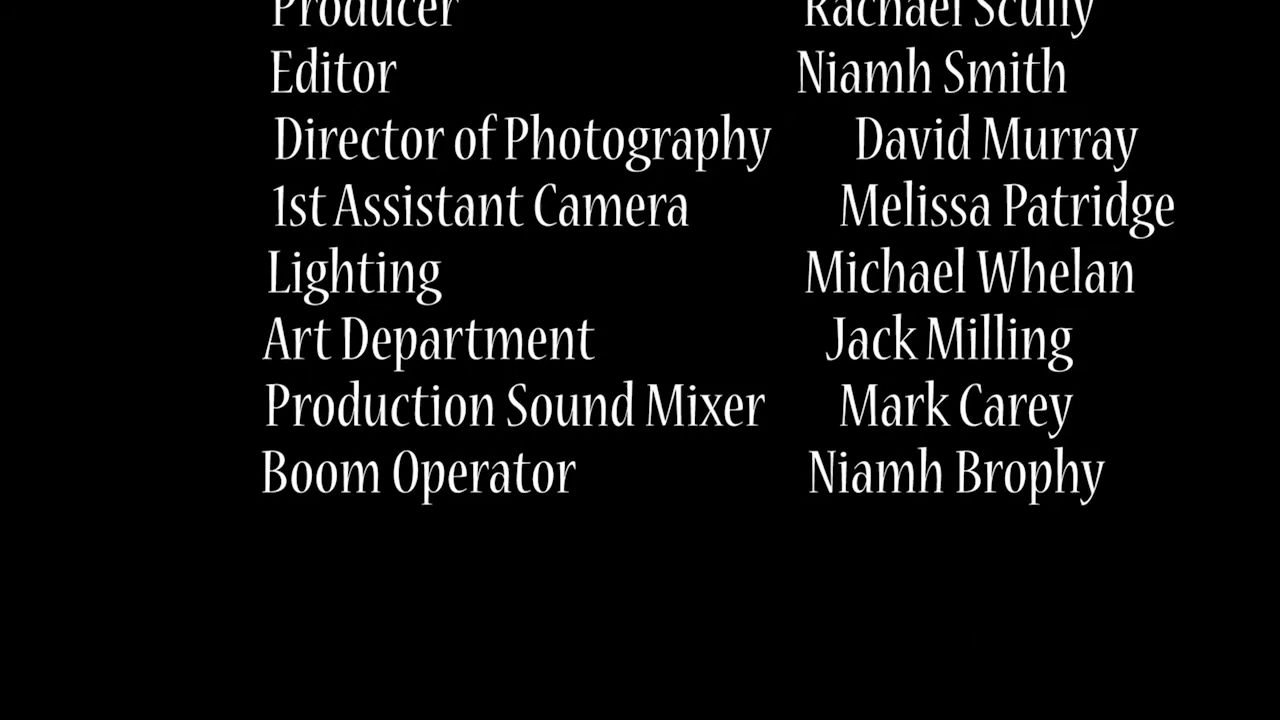 Producer Rachael Scully
Editor Niamh Smith
Director of Photography David Murray
1st Assistant Camera Melissa Patridge
Lighting Michael Whelan
Art Department Jack Milling
Production Sound Mixer Mark Carey
Boom Operator Niamh Brophy